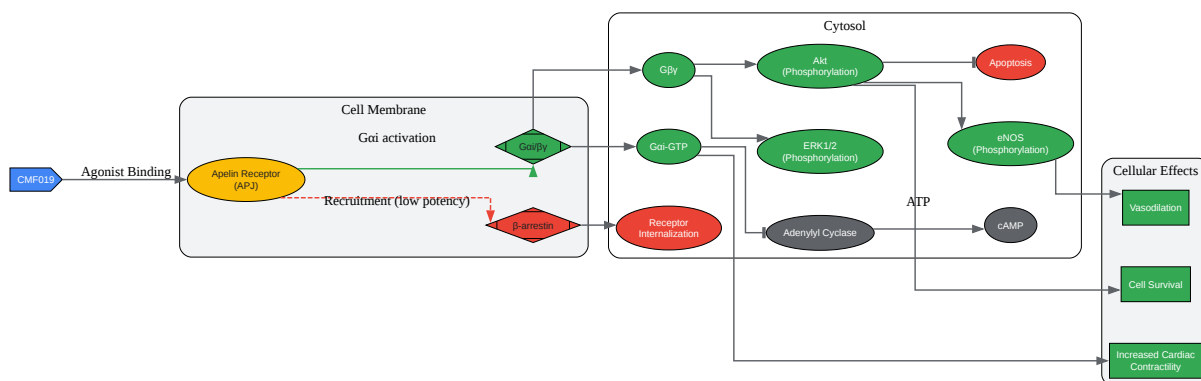 Cytosol
Gβγ
Akt
(Phosphorylation)
Apoptosis
Cell Membrane
Gαi activation
Gαi/βγ
Gαi-GTP
ERK1/2
(Phosphorylation)
eNOS
(Phosphorylation)
CMF019
Agonist Binding
Apelin Receptor
(APJ)
Recruitment (low potency)
β-arrestin
Receptor
Internalization
Adenylyl Cyclase
ATP
cAMP
Cellular Effects
Vasodilation
Cell Survival
Increased Cardiac
Contractility